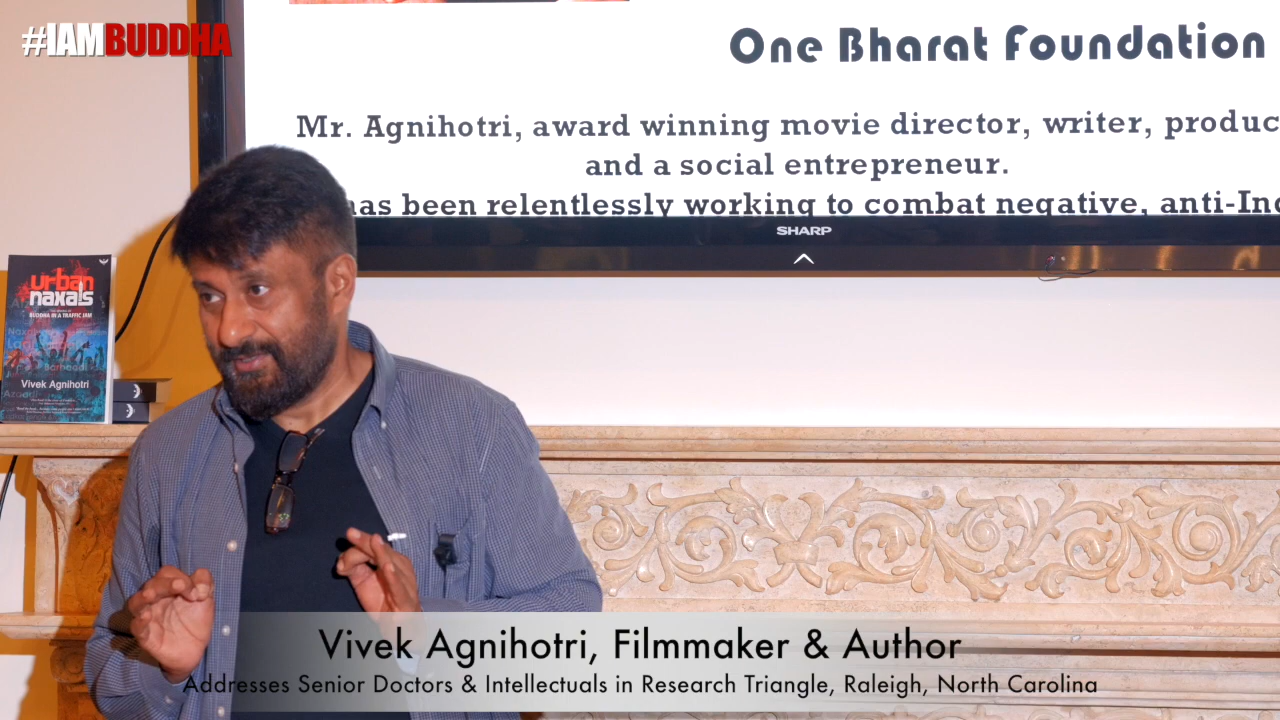 #IAMBUDDHA
One Bharat Foundation
Mr. Agnihotri, award winning movie director, writer, produc
and a social entrepreneur.
has been relentlessly working to combat negative, anti-Ind
SHARP
urban
naxals
BUDDHA IN A TRAFFIC JAM
Vivek Agnihotri
Vivek Agnihotri, Filmmaker & Author
Addresses Senior Doctors & Intellectuals in Research Triangle, Raleigh, North Carolina